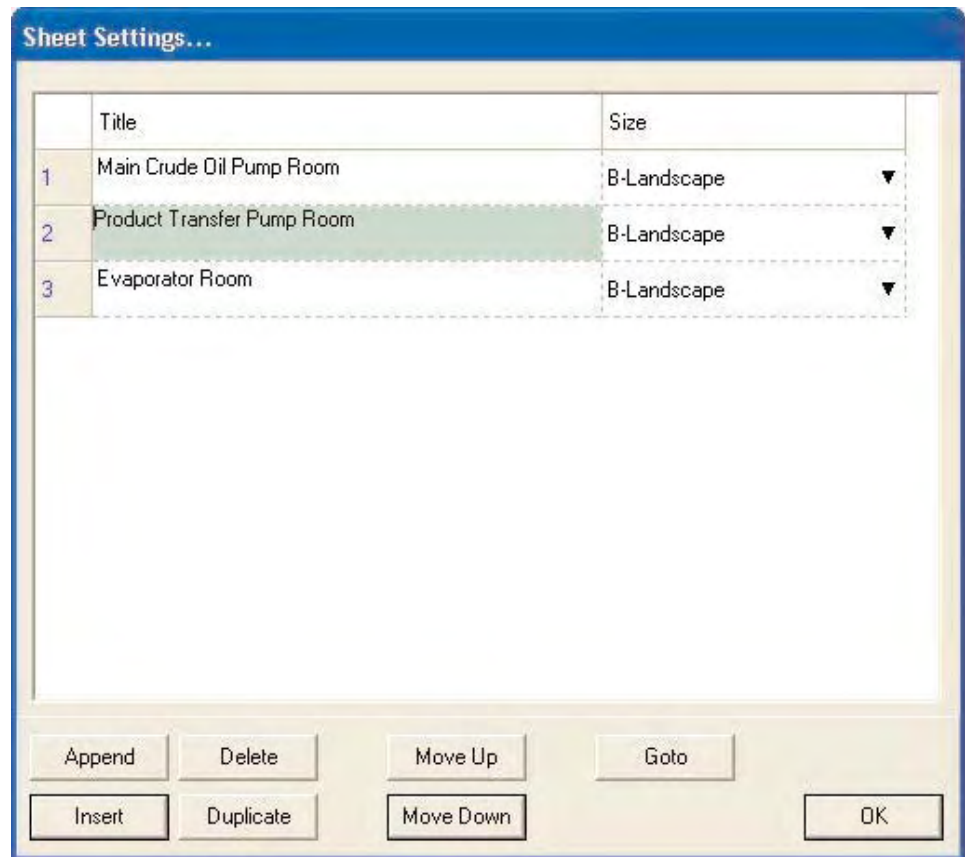 Sheet Settings...
Title Size
1 Main Crude Oil Pump Room B-Landscape
2 Product Transfer Pump Room B-Landscape
3 Evaporator Room B-Landscape
Append Delete Move Up Goto
Insert Duplicate Move Down OK